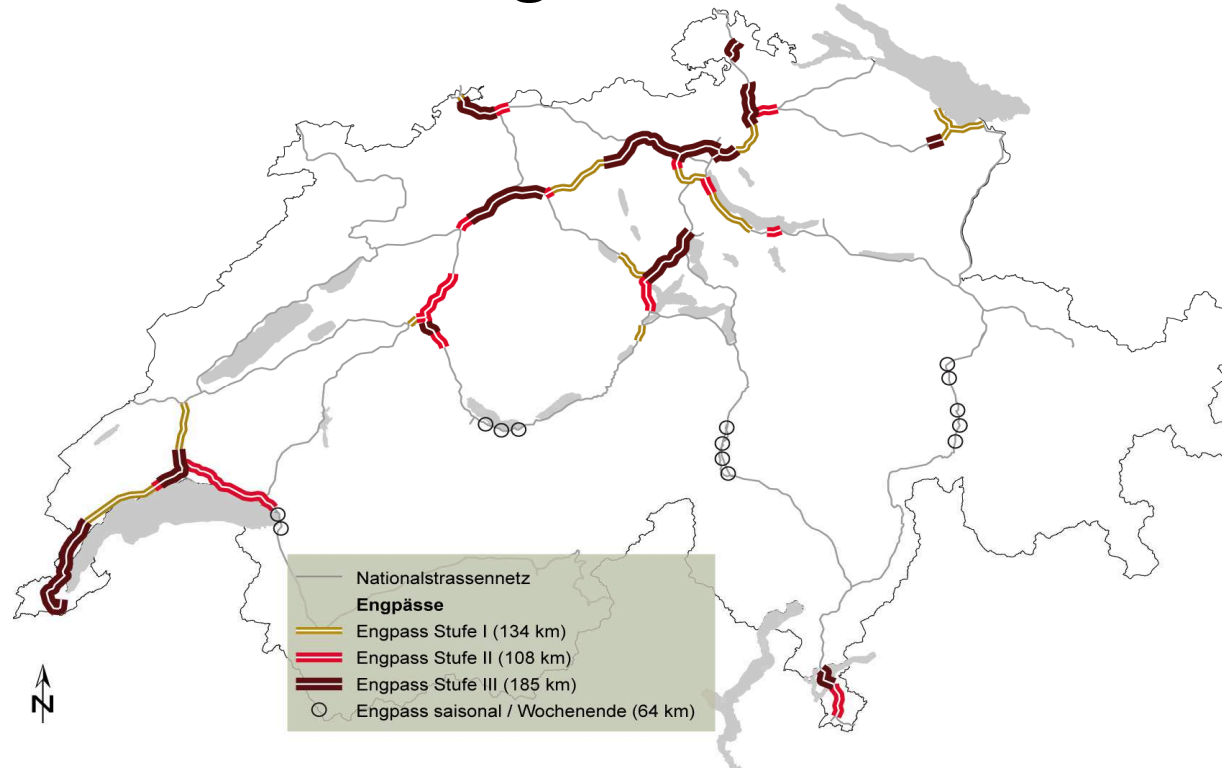 Nationalstrassennetz
Engpässe
Engpass Stufe I (134 km)
Engpass Stufe II (108 km)
Engpass Stufe III (185 km)
Engpass saisonal / Wochenende (64 km)
N